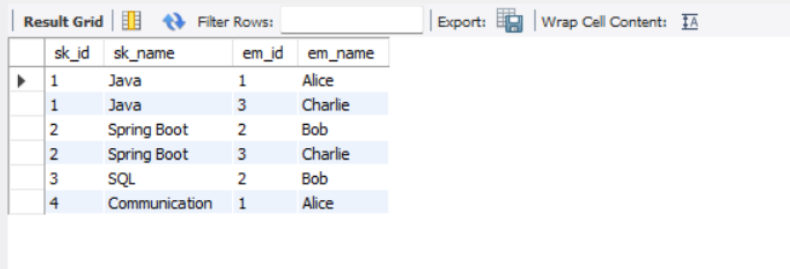 Result Grid Filter Rows: Export: Wrap Cell Content: IA
sk_id sk_name em_id em_name
1 Java 1 Alice
1 Java 3 Charlie
2 Spring Boot 2 Bob
2 Spring Boot 3 Charlie
3 SQL 2 Bob
4 Communication 1 Alice